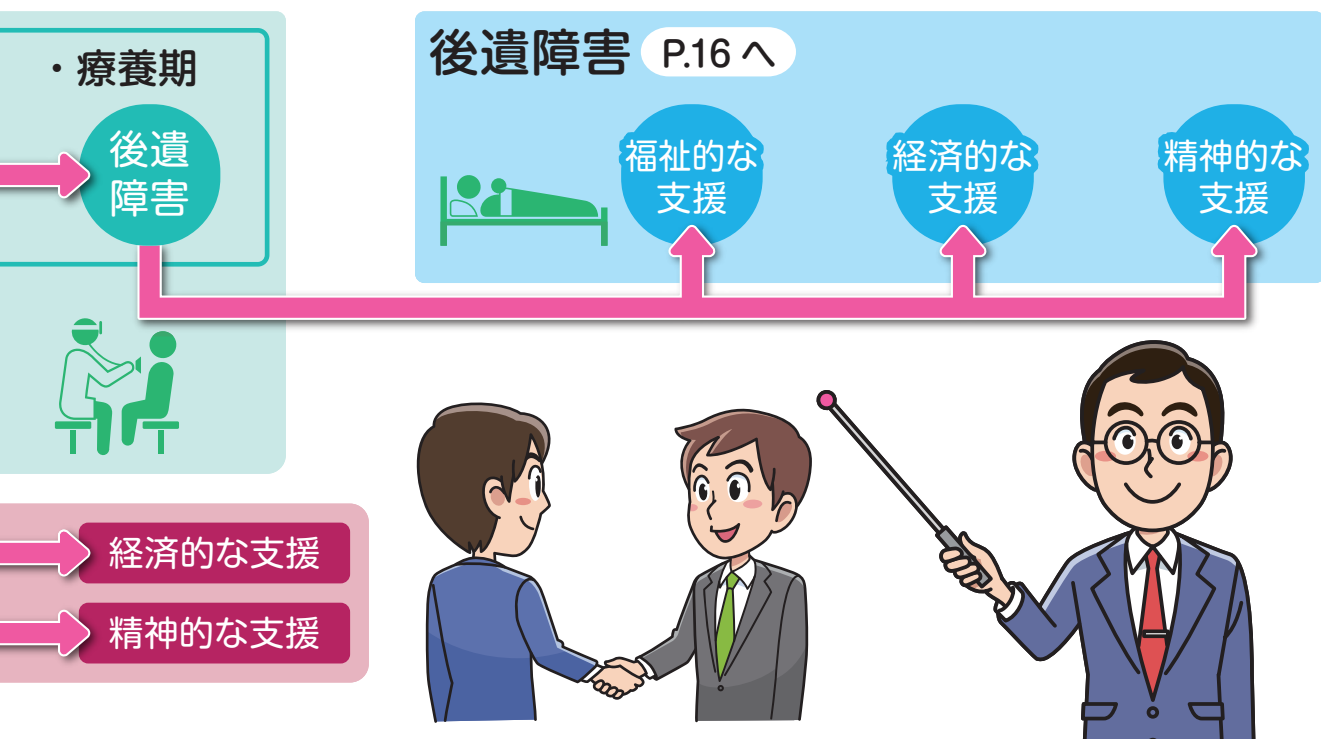 ・療養期
後遺
障害
後遺障害 P.16 へ
福祉的な
支援
経済的な
支援
精神的な
支援
経済的な支援
精神的な支援